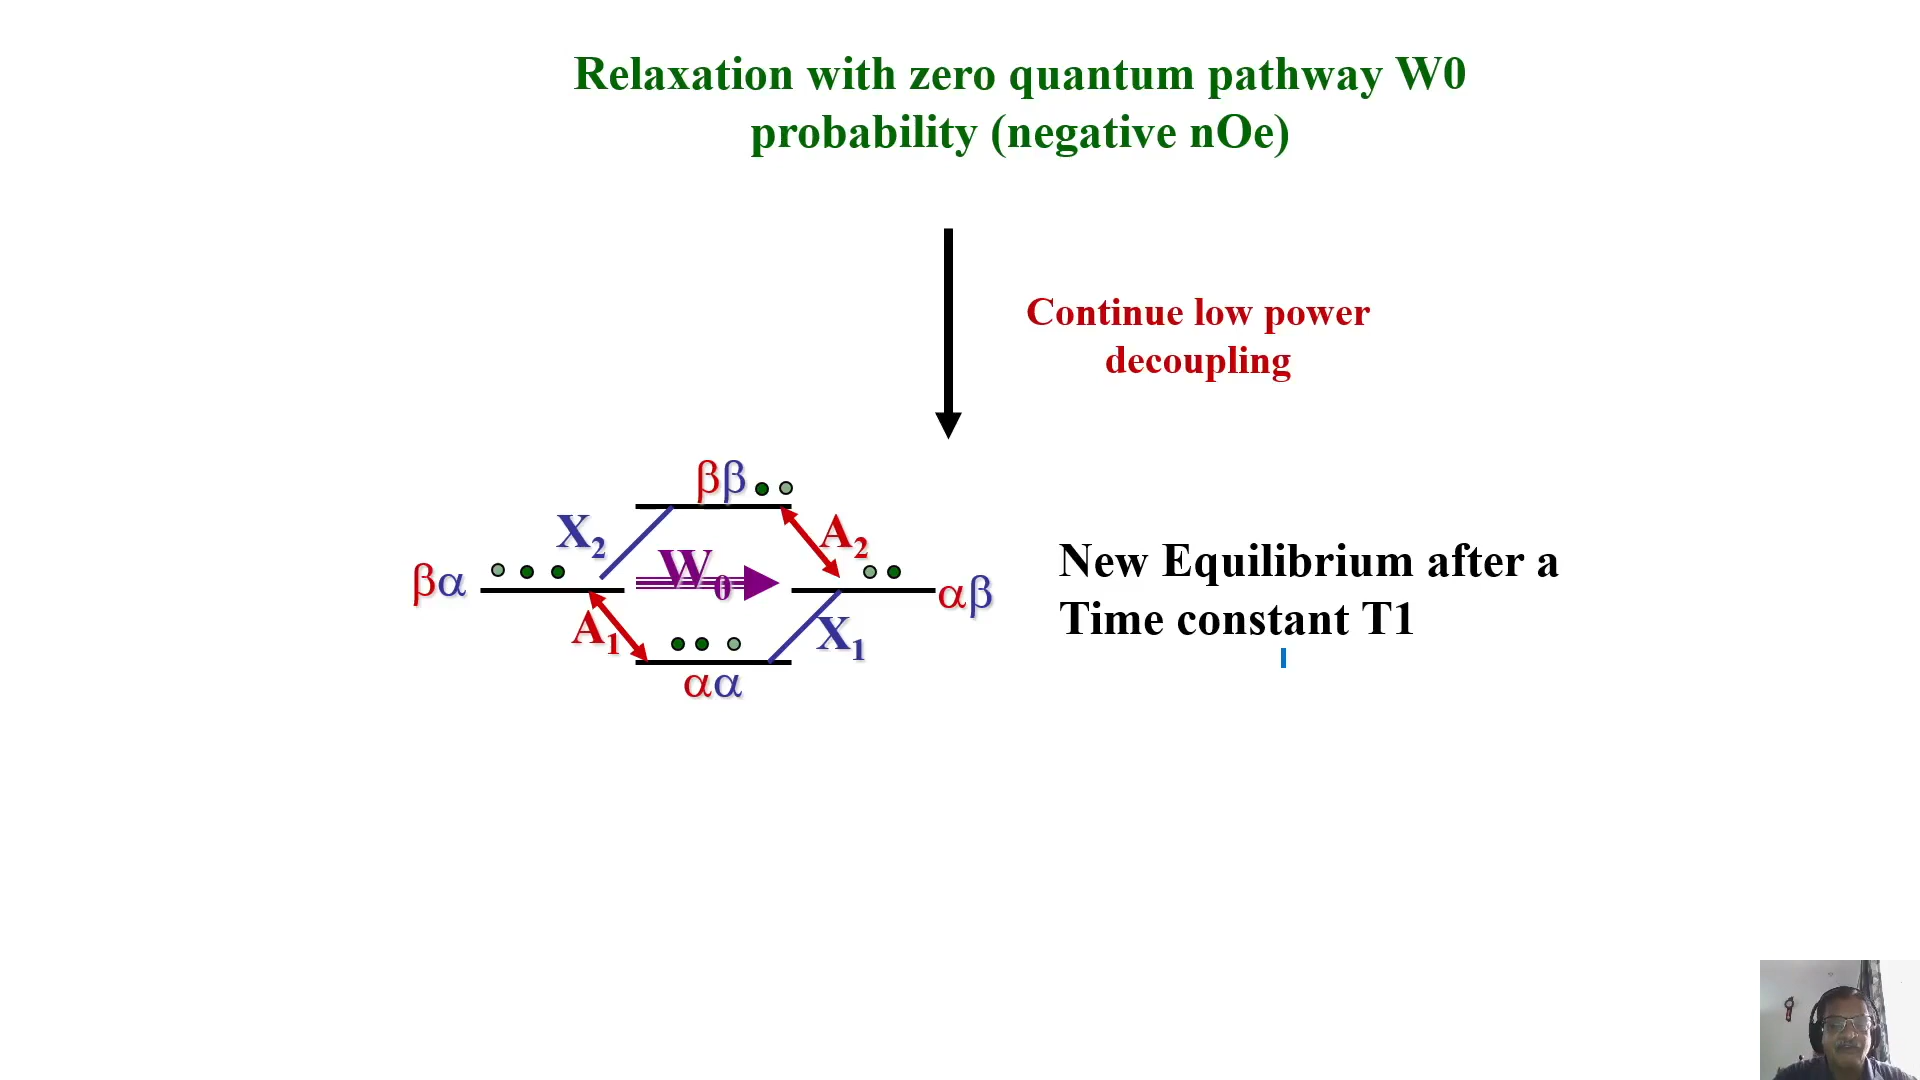 Relaxation with zero quantum pathway W0
probability (negative nOe)
Continue low power
decoupling
ββ
X₂
A₂
W₀
βα
αβ
A₁
X₁
αα
New Equilibrium after a
Time constant T1